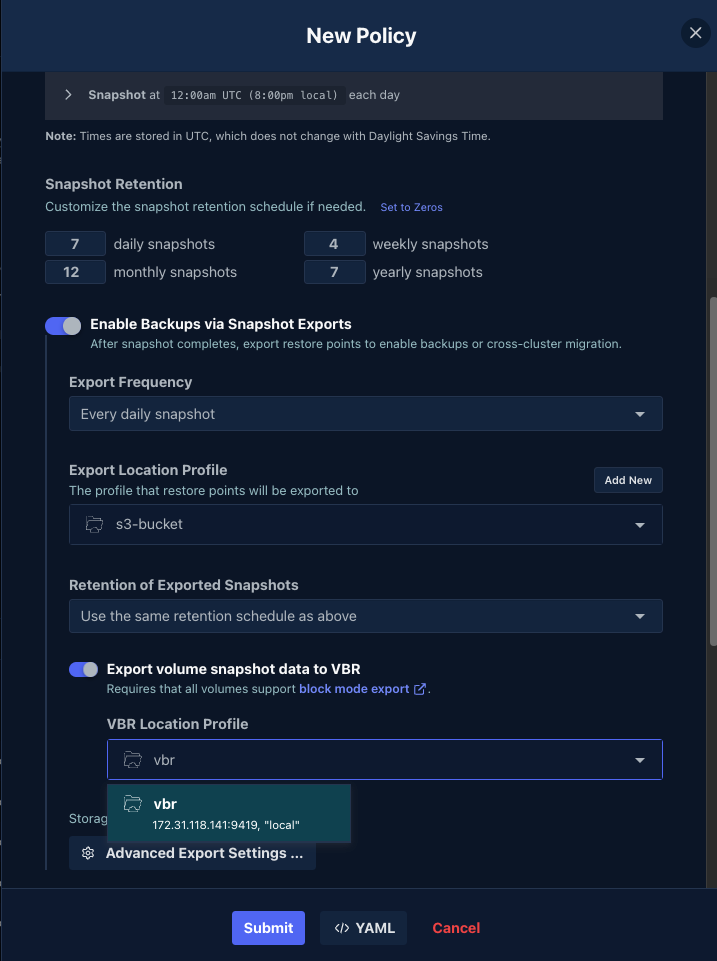 New Policy
Snapshot at 12:00am UTC (8:00pm local) each day
Note: Times are stored in UTC, which does not change with Daylight Savings Time.
Snapshot Retention
Customize the snapshot retention schedule if needed. Set to Zeros
7 daily snapshots 4 weekly snapshots
12 monthly snapshots 7 yearly snapshots
Enable Backups via Snapshot Exports
After snapshot completes, export restore points to enable backups or cross-cluster migration.
Export Frequency
Every daily snapshot
Export Location Profile
The profile that restore points will be exported to
Add New
s3-bucket
Retention of Exported Snapshots
Use the same retention schedule as above
Export volume snapshot data to VBR
Requires that all volumes support block mode export.
VBR Location Profile
vbr
vbr
172.31.118.141:9419, "local"
Advanced Export Settings ...
Submit </> YAML Cancel